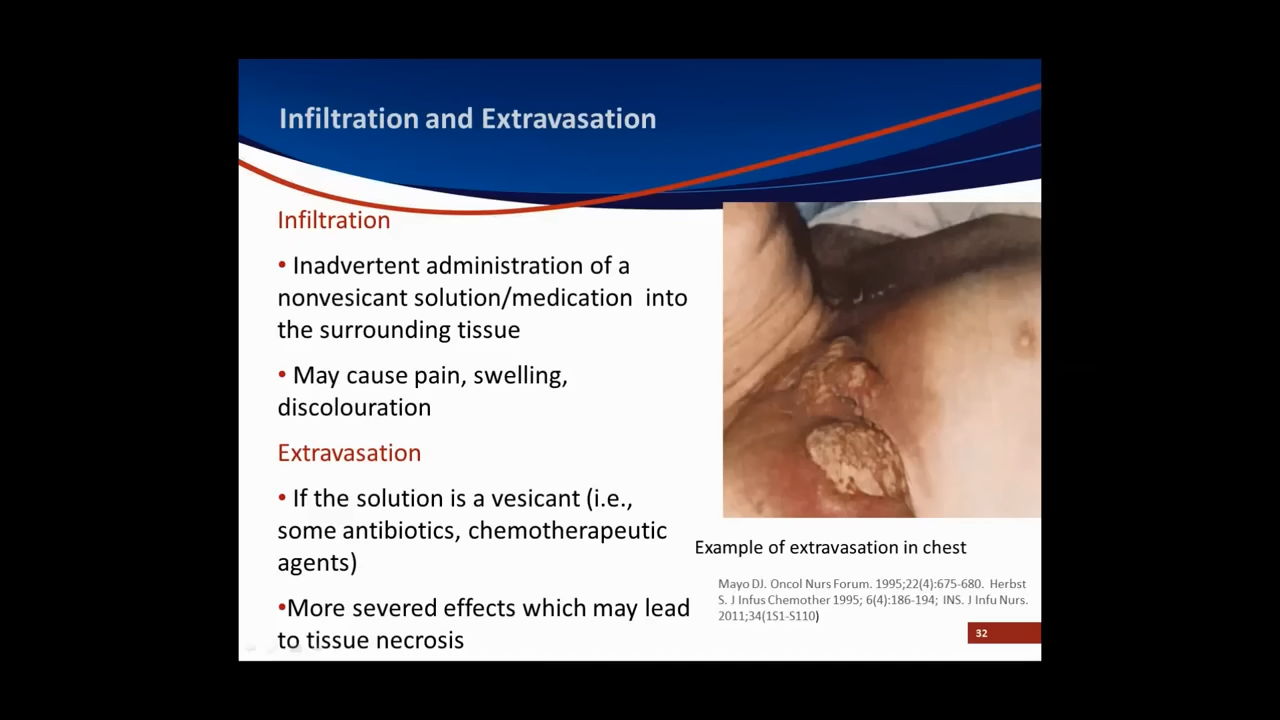 Infiltration and Extravasation
Infiltration
• Inadvertent administration of a
nonvesicant solution/medication into
the surrounding tissue
• May cause pain, swelling,
discolouration
Extravasation
• If the solution is a vesicant (i.e.,
some antibiotics, chemotherapeutic
agents)
•More severed effects which may lead
to tissue necrosis
Example of extravasation in chest
Mayo DJ. Oncol Nurs Forum. 1995;22(4):675-680. Herbst
S. J Infus Chemother 1995; 6(4):186-194; INS. J Infu Nurs.
2011;34(1S1-S110)
32